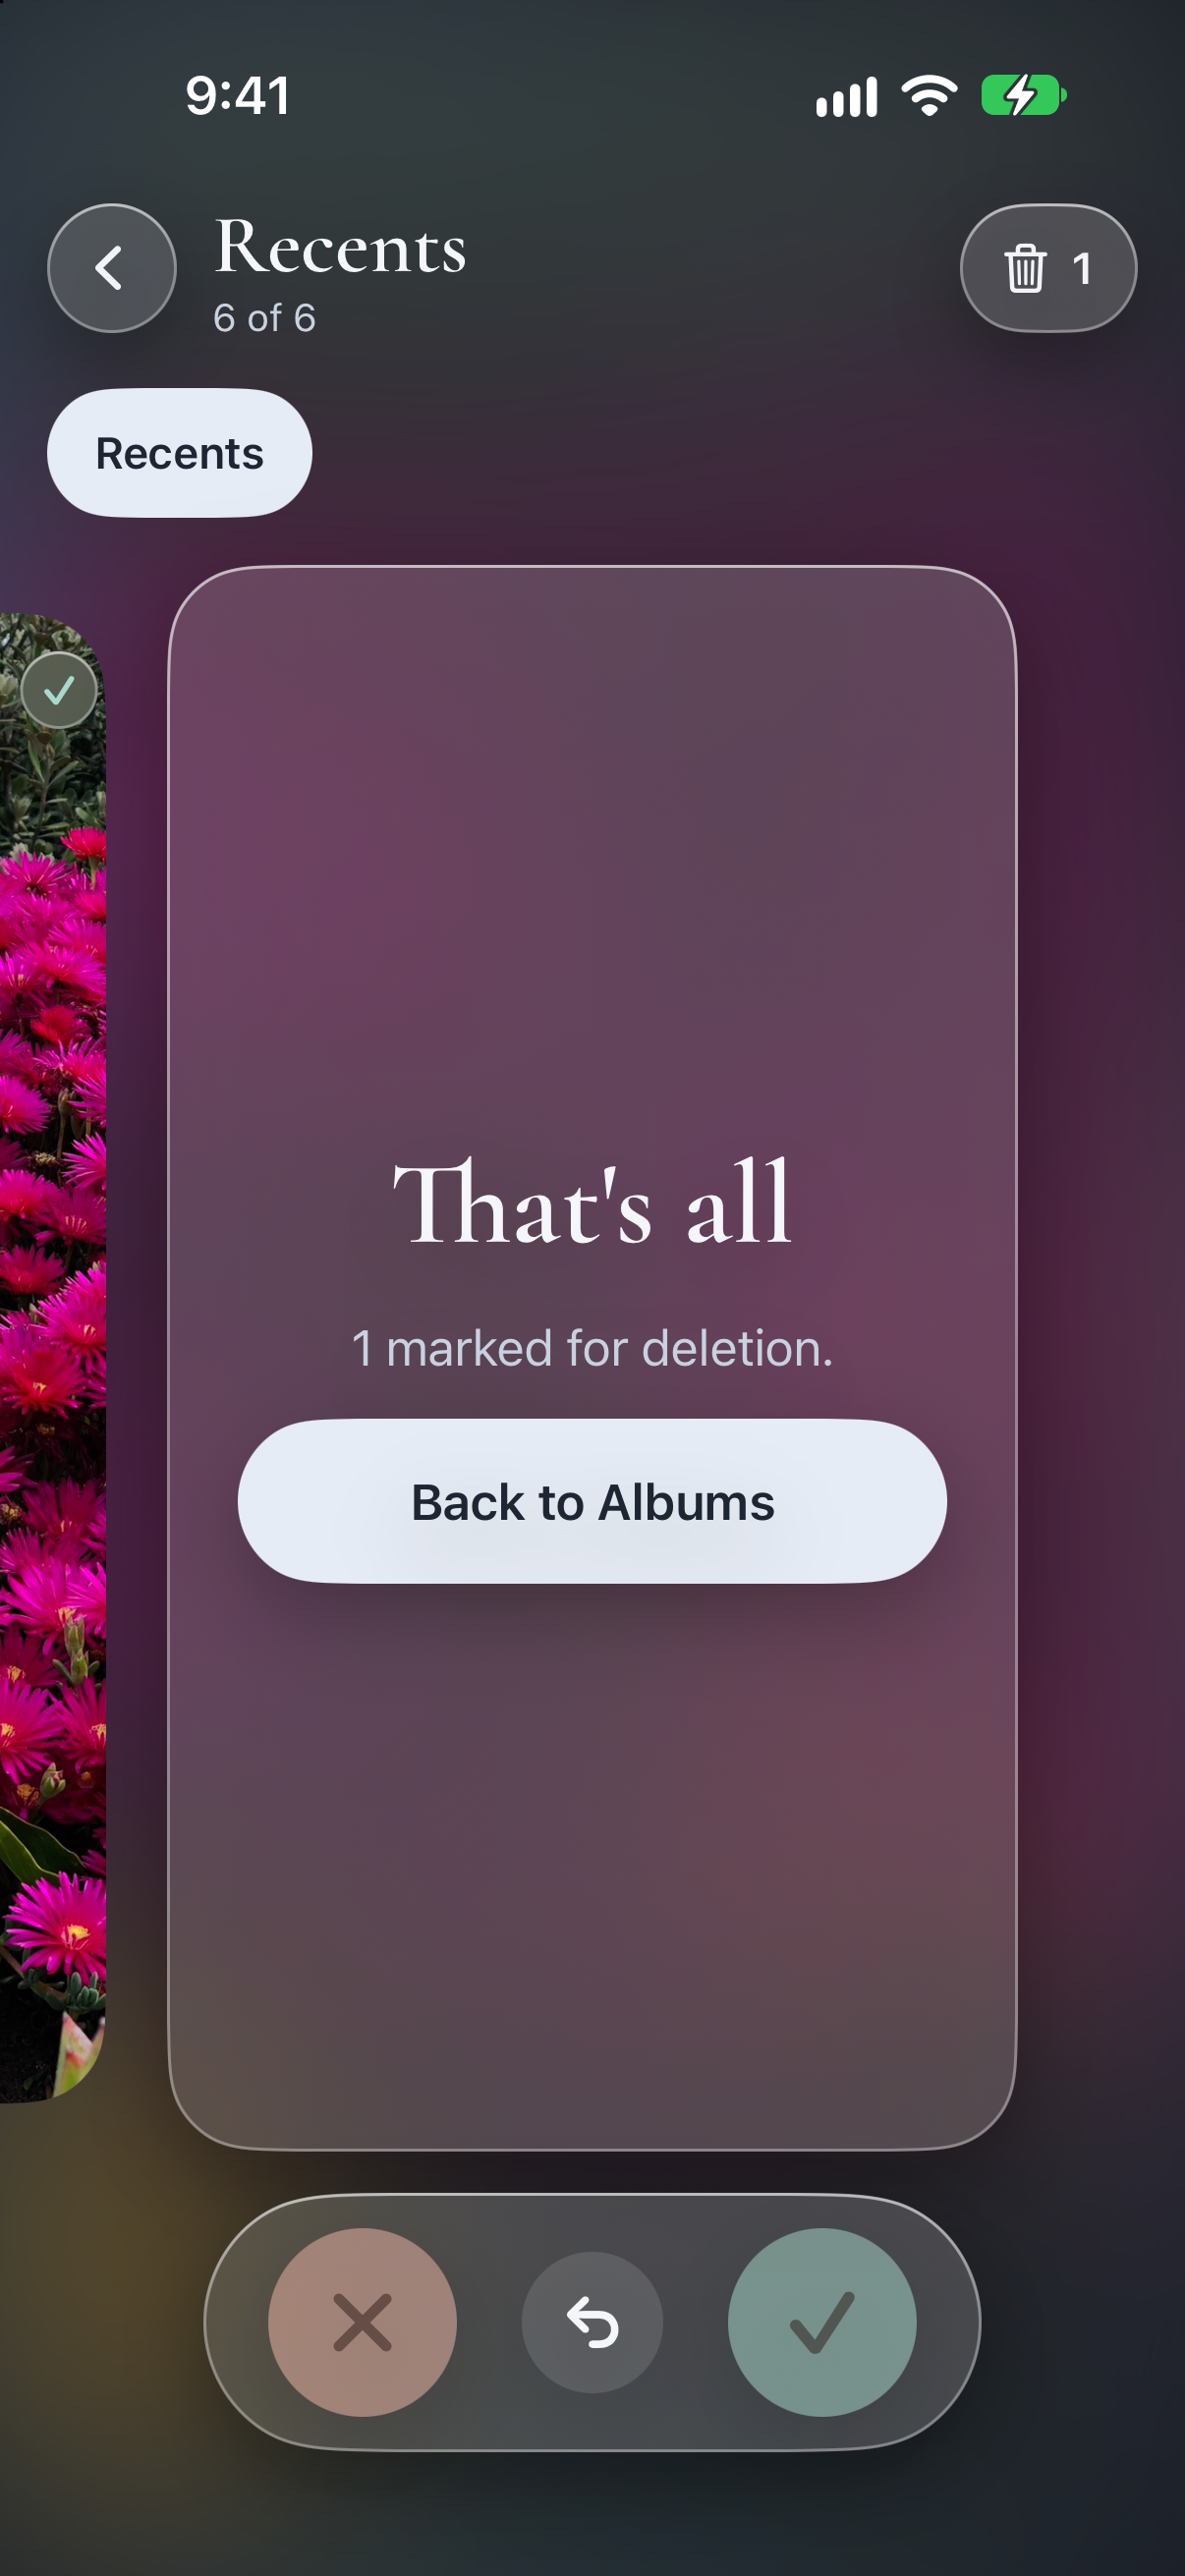 9:41
Recents
6 of 6
1
Recents
That's all
1 marked for deletion.
Back to Albums